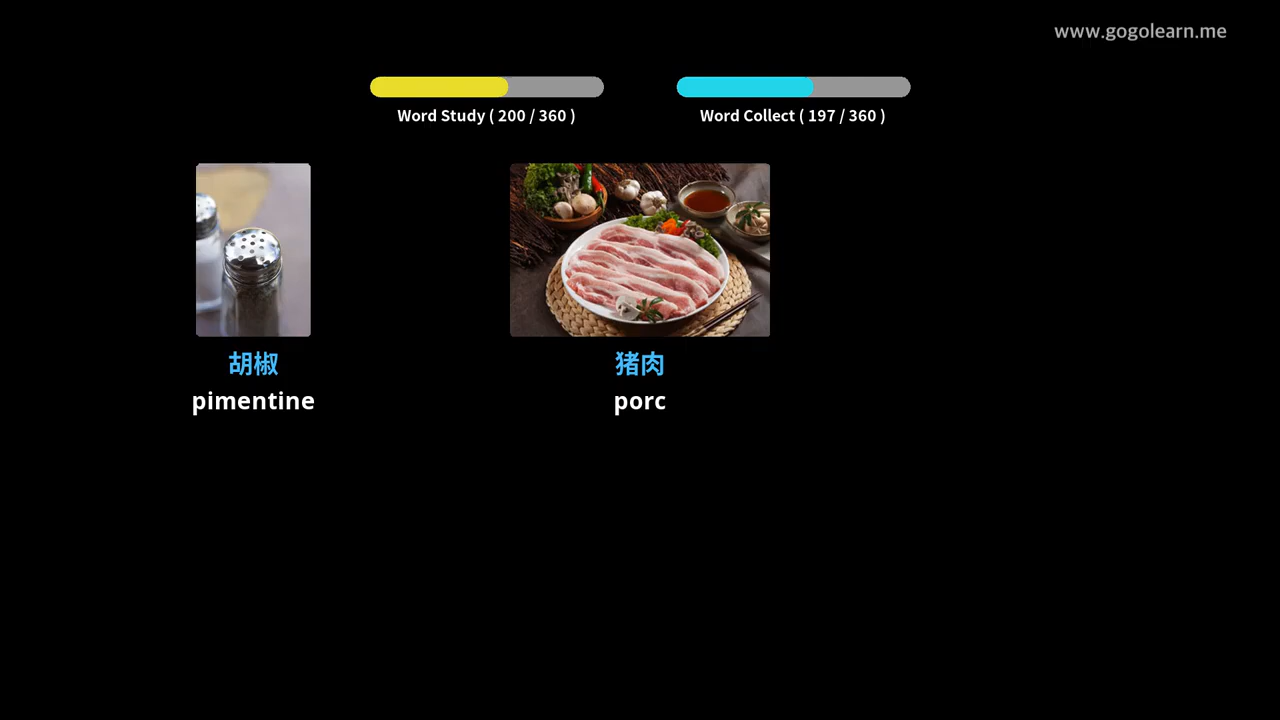 www.gogolearn.me
Word Study ( 200 / 360 )
Word Collect ( 197 / 360 )
胡椒
pimentine
猪肉
porc